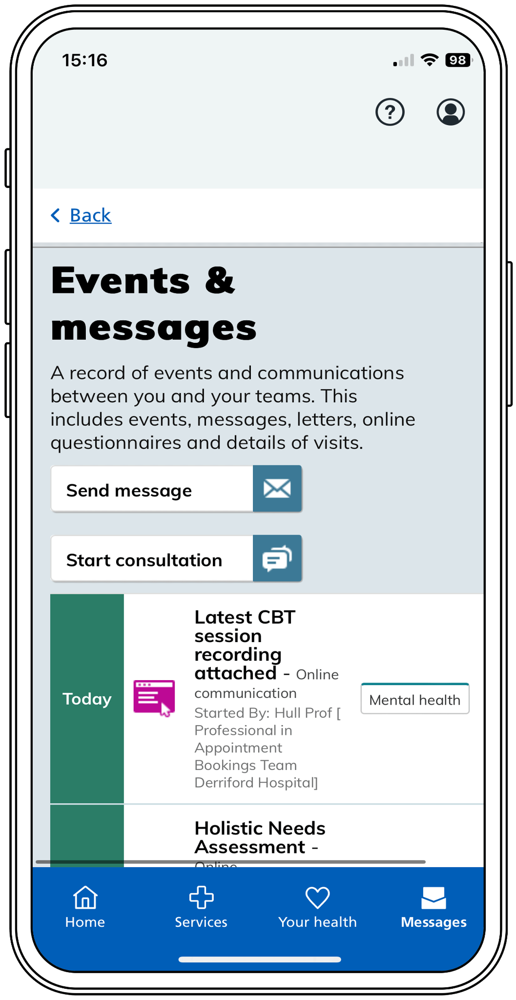 15:16
98
?
Back
Events &
messages
A record of events and communications
between you and your teams. This
includes events, messages, letters, online
questionnaires and details of visits.
Send message
Start consultation
Today
Latest CBT
session
recording
attached - Online
communication
Started By: Hull Prof [
Professional in
Appointment
Bookings Team
Derriford Hospital]
Mental health
Holistic Needs
Assessment -
Online
Home
Services
Your health
Messages